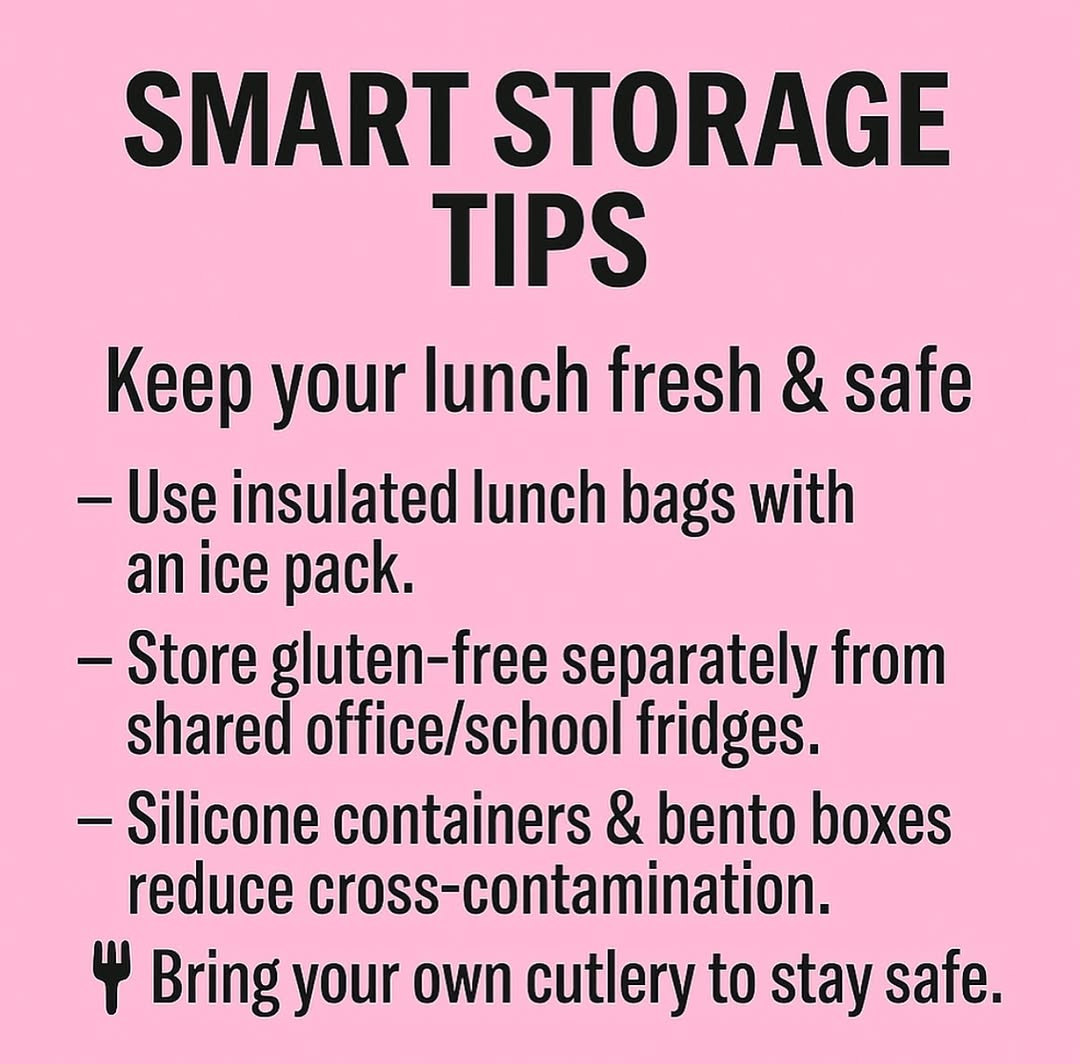 SMART STORAGE
TIPS
Keep your lunch fresh & safe
– Use insulated lunch bags with
an ice pack.
– Store gluten-free separately from
shared office/school fridges.
– Silicone containers & bento boxes
reduce cross-contamination.
Bring your own cutlery to stay safe.